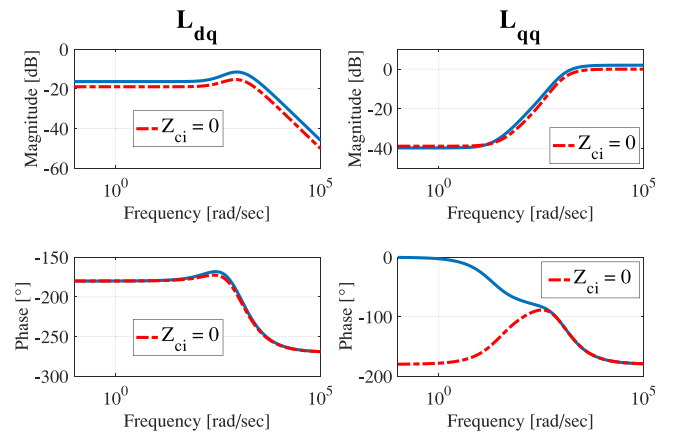 L_dq
0
-20
-40
-60
Magnitude [dB]
Z_ci = 0
10^0
10^5
Frequency [rad/sec]
L_qq
0
-20
-40
Magnitude [dB]
Z_ci = 0
10^0
10^5
Frequency [rad/sec]
-150
-200
-250
-300
Phase [°]
Z_ci = 0
10^0
10^5
Frequency [rad/sec]
0
-100
-200
Phase [°]
Z_ci = 0
10^0
10^5
Frequency [rad/sec]